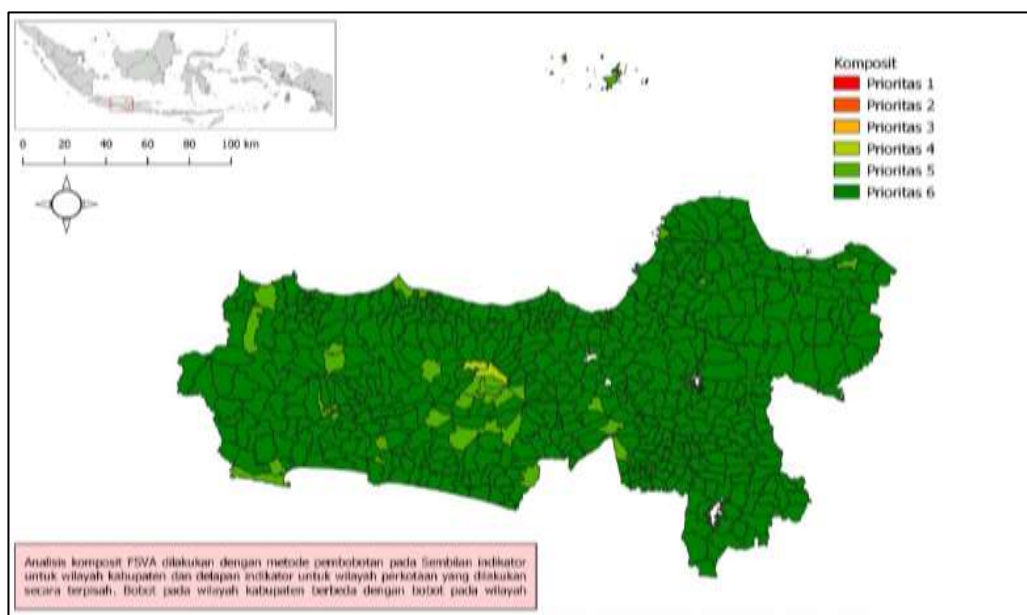 Komposit
Prioritas 1
Prioritas 2
Prioritas 3
Prioritas 4
Prioritas 5
Prioritas 6
0 20 40 60 80 100 km
Analisis komposit FSVA dilakukan dengan metode pembobotan pada Sembilan indikator
untuk wilayah kabupaten dan delapan indikator untuk wilayah perkotaan yang dilakukan
secara terpisah. Bobot pada wilayah kabupaten berbeda dengan bobot pada wilayah